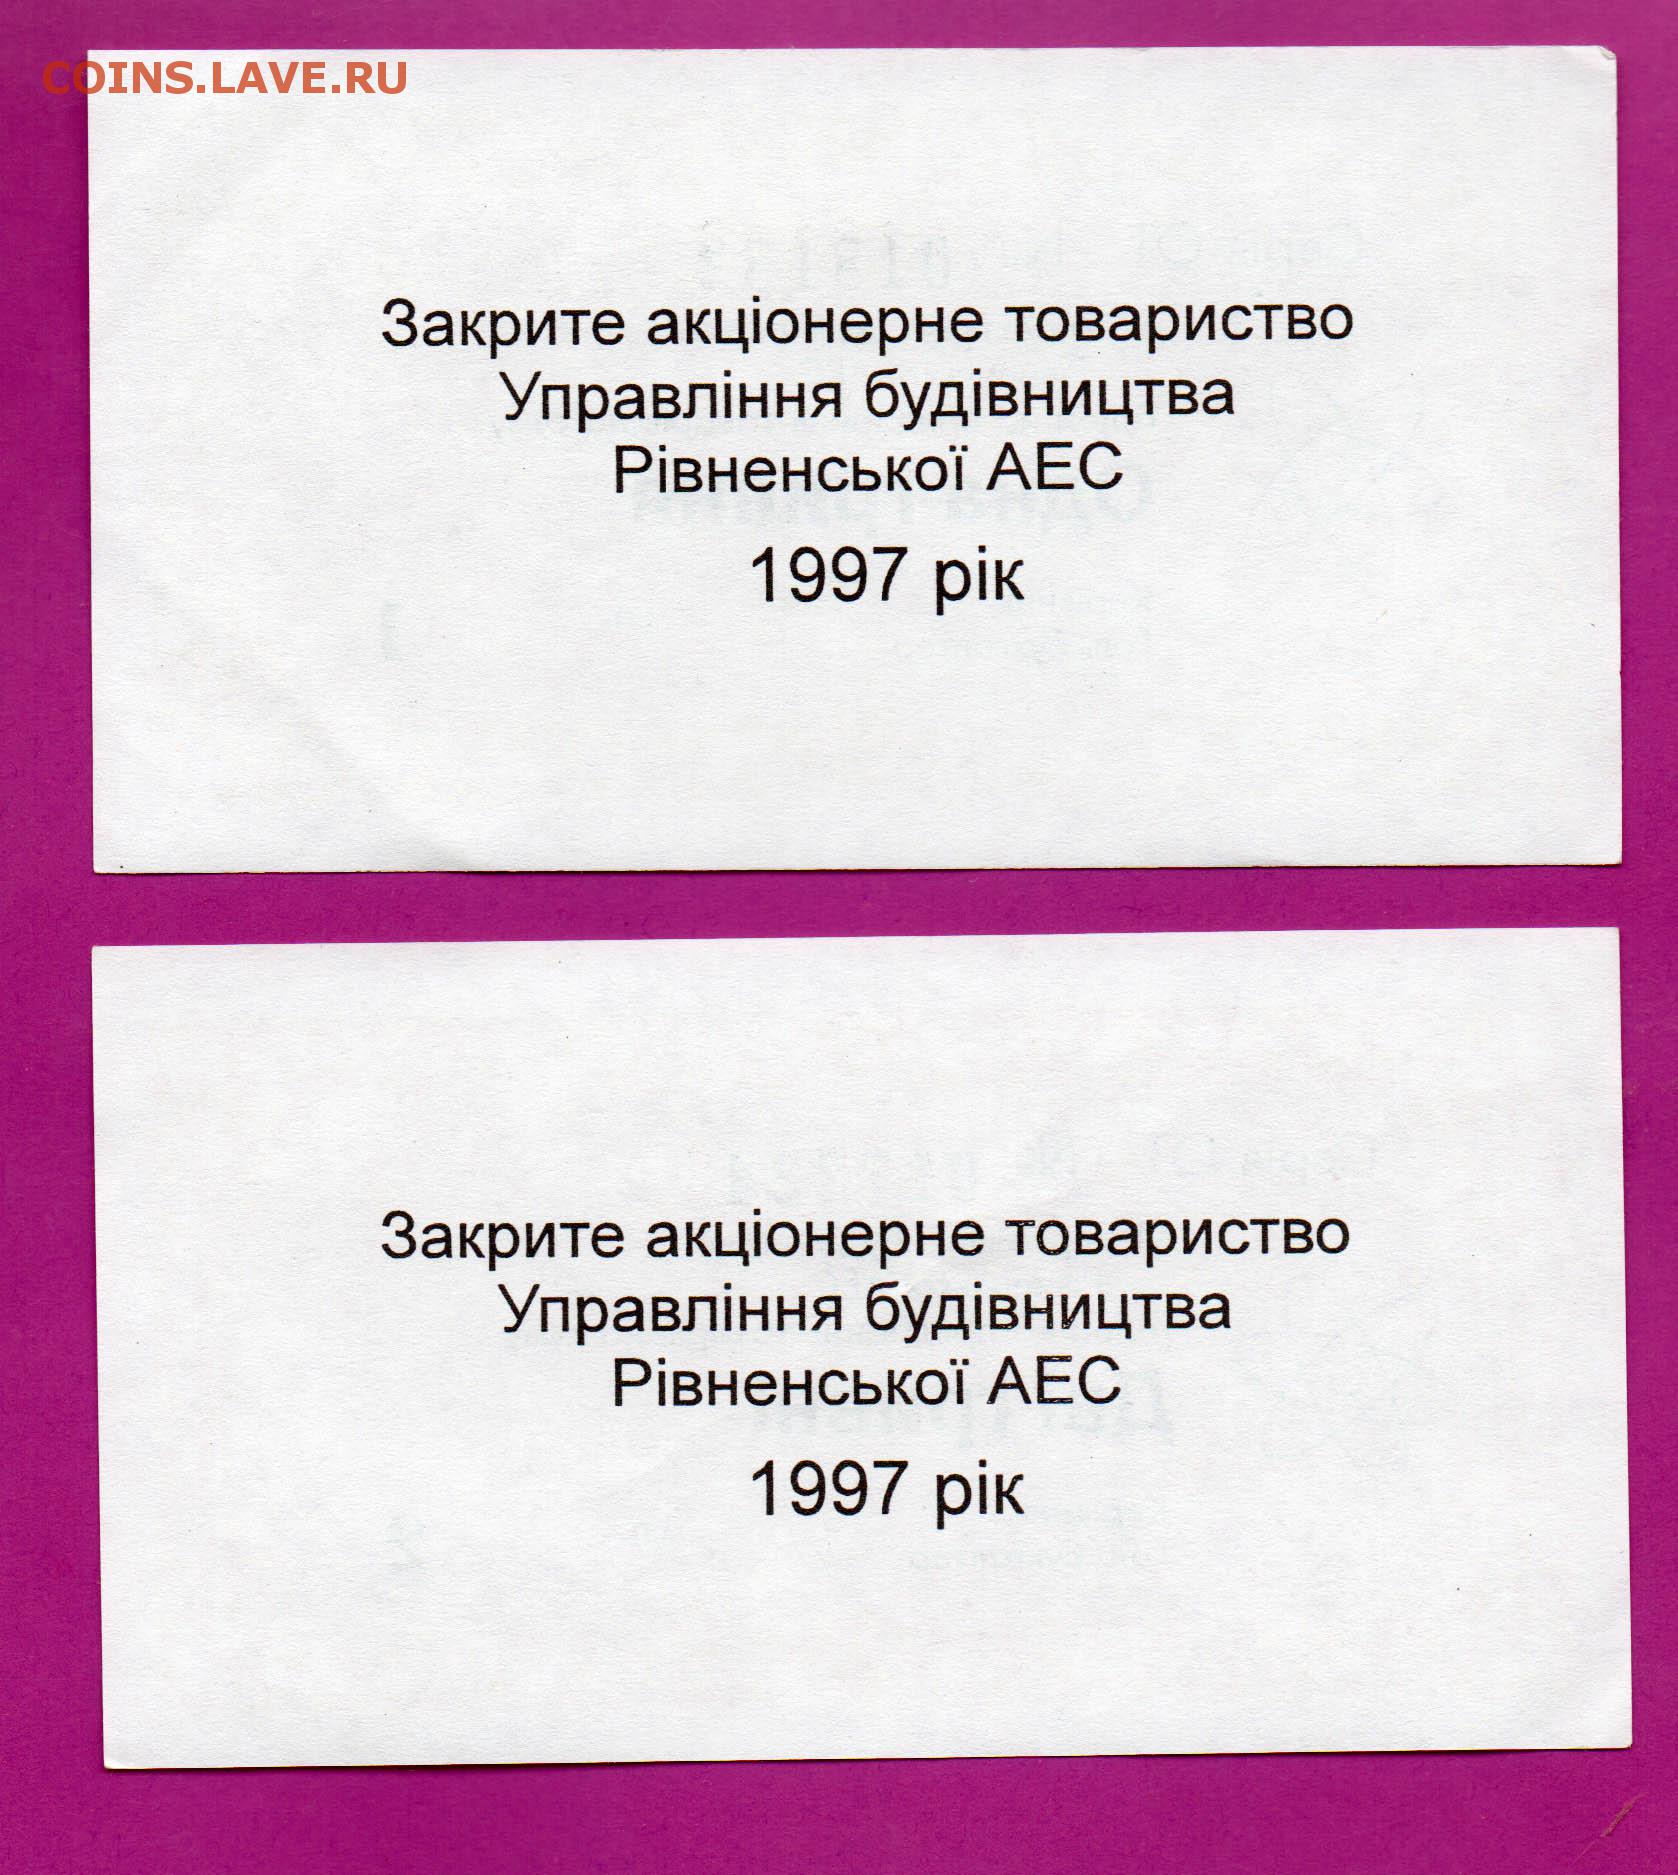 COINS.LAVE.RU
Закрите акціонерне товариство
Управління будівництва
Рівненської АЕС
1997 рік
Закрите акціонерне товариство
Управління будівництва
Рівненської АЕС
1997 рік